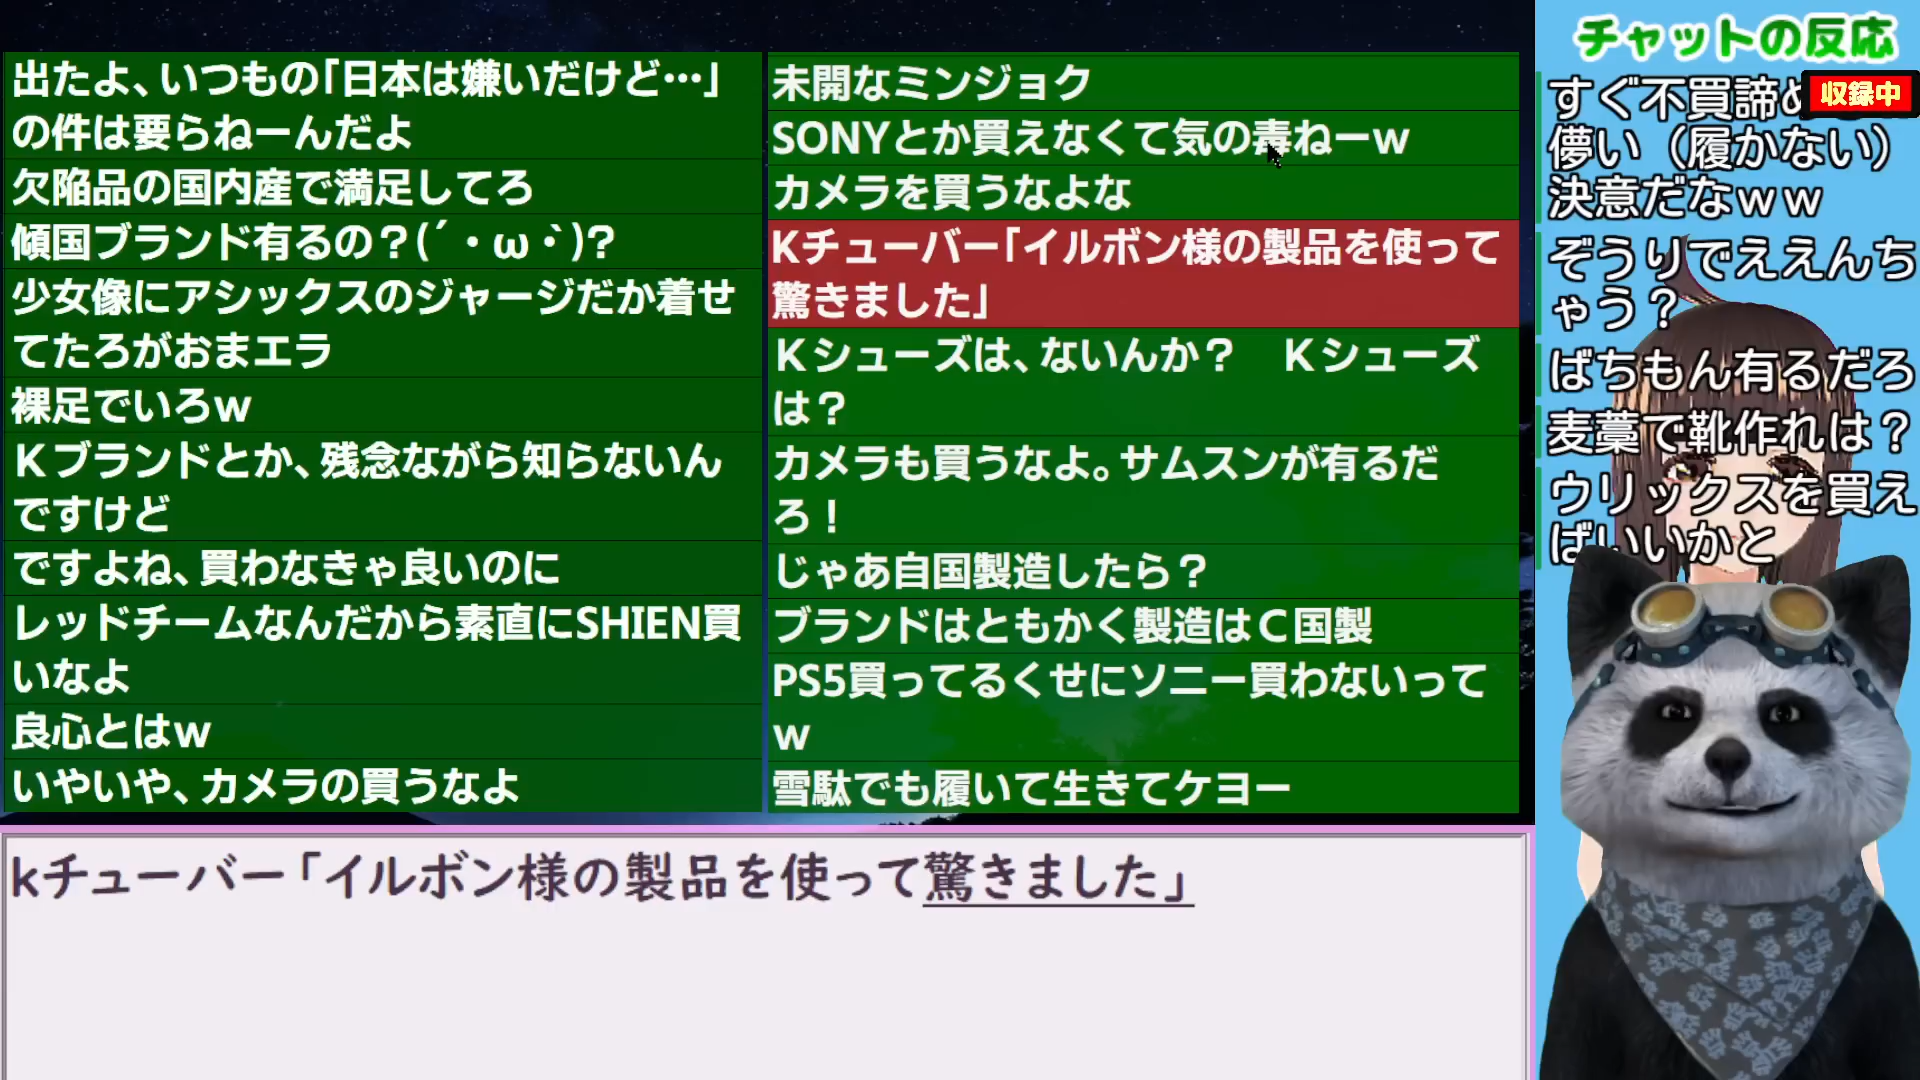 出たよ、いつもの「日本は嫌いだけど…」
の件は要らねーんだよ
欠陥品の国内産で満足してろ
傾国ブランド有るの？(´・ω・`)?
少女像にアシックスのジャージだか着せ
てたろがおまエラ
裸足でいろw
Ｋブランドとか、残念ながら知らないん
ですけど
ですよね、買わなきゃ良いのに
レッドチームなんだから素直にSHIEN買
いなよ
良心とはw
いやいや、カメラの買うなよ
未開なミンジョク
SONYとか買えなくて気の毒ねーw
カメラを買うなよな
Kチューバー「イルボン様の製品を使って
驚きました」
Ｋシューズは、ないんか？　Ｋシューズ
は？
カメラも買うなよ。サムスンが有るだ
ろ！
じゃあ自国製造したら？
ブランドはともかく製造はＣ国製
PS5買ってるくせにソニー買わないって
w
雪駄でも履いて生きてケヨー
kチューバー「イルボン様の製品を使って驚きました」
チャットの反応
収録中
すぐ不買諦め
儚い（履かない）
決意だなｗｗ
ぞうりでええんち
ゃう？
ばちもん有るだろ
麦藁で靴作れは？
ウリックスを買え
ばいいかと